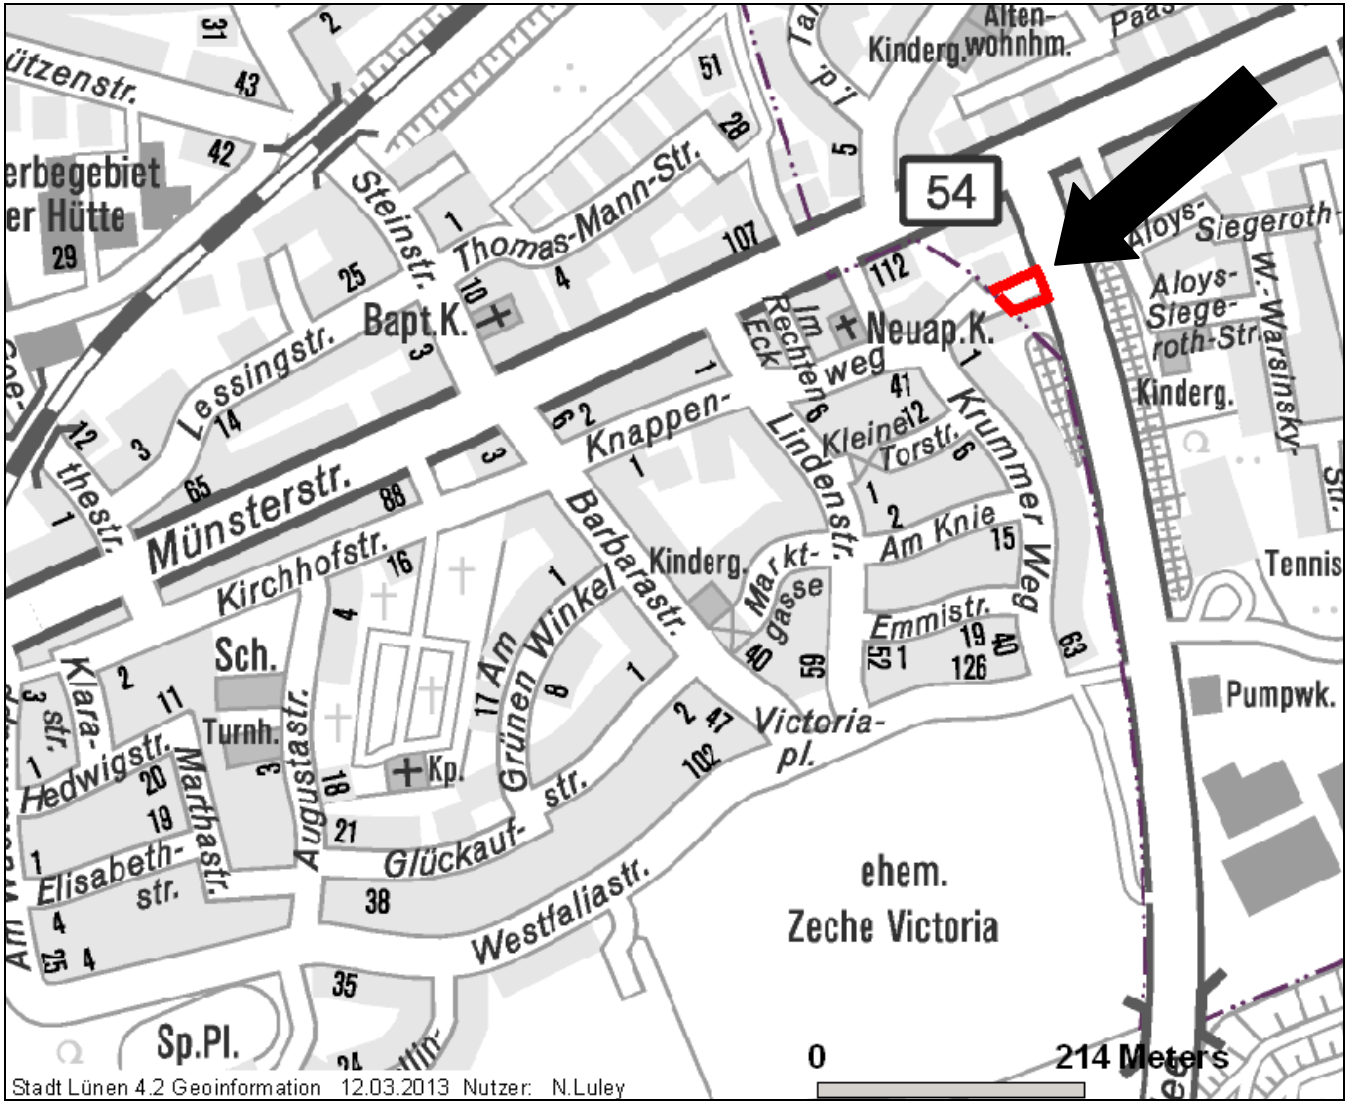 31
2
Alten-
Kinderg. wohnhm.
Paas
Tan
J.d.
ützenstr.
43
51
28
42
5
erbegebiet
er Hütte
29
54
Steinstr.
1
Thomas-Mann-Str.
107
4
25
10
Bapt.K.
112
Aloys-
Siegeroth-
Aloys-
Siege-
roth-Str.
W.-Warsinsky-
Str.
Kinderg.
Im
Rechten
Eck
Neuap.K.
weg
1
Lessingstr.
3
14
12
3
thestr.
1
65
Münsterstr.
88
3
6 2
1
Knappen-
1
6
41
Kleine
12
Torstr.
6
Krummer Weg
Lindenstr.
1
2
Am Knie
15
Kirchhofstr.
16
4
Barbarastr.
Kinderg.
Markt-
gasse
40
59
Emmistr.
52 1
19
40
126
63
Tennis
Pumpwk.
1
17 Am
Grünen Winkel
8
1
Sch.
Turnh.
3
Augustastr.
18
Kp.
21
Klara-
str.
3
1
2
11
Hedwigstr.
20
19
Marthastr.
1
Elisabeth-
str.
4
25 4
Glückauf-
str.
2 47
102
Victoria-
pl.
38
Westfaliastr.
35
24
ehem.
Zeche Victoria
Sp.Pl.
0 214 Meters
Stadt Lünen 4.2 Geoinformation 12.03.2013 Nutzer: N.Luley